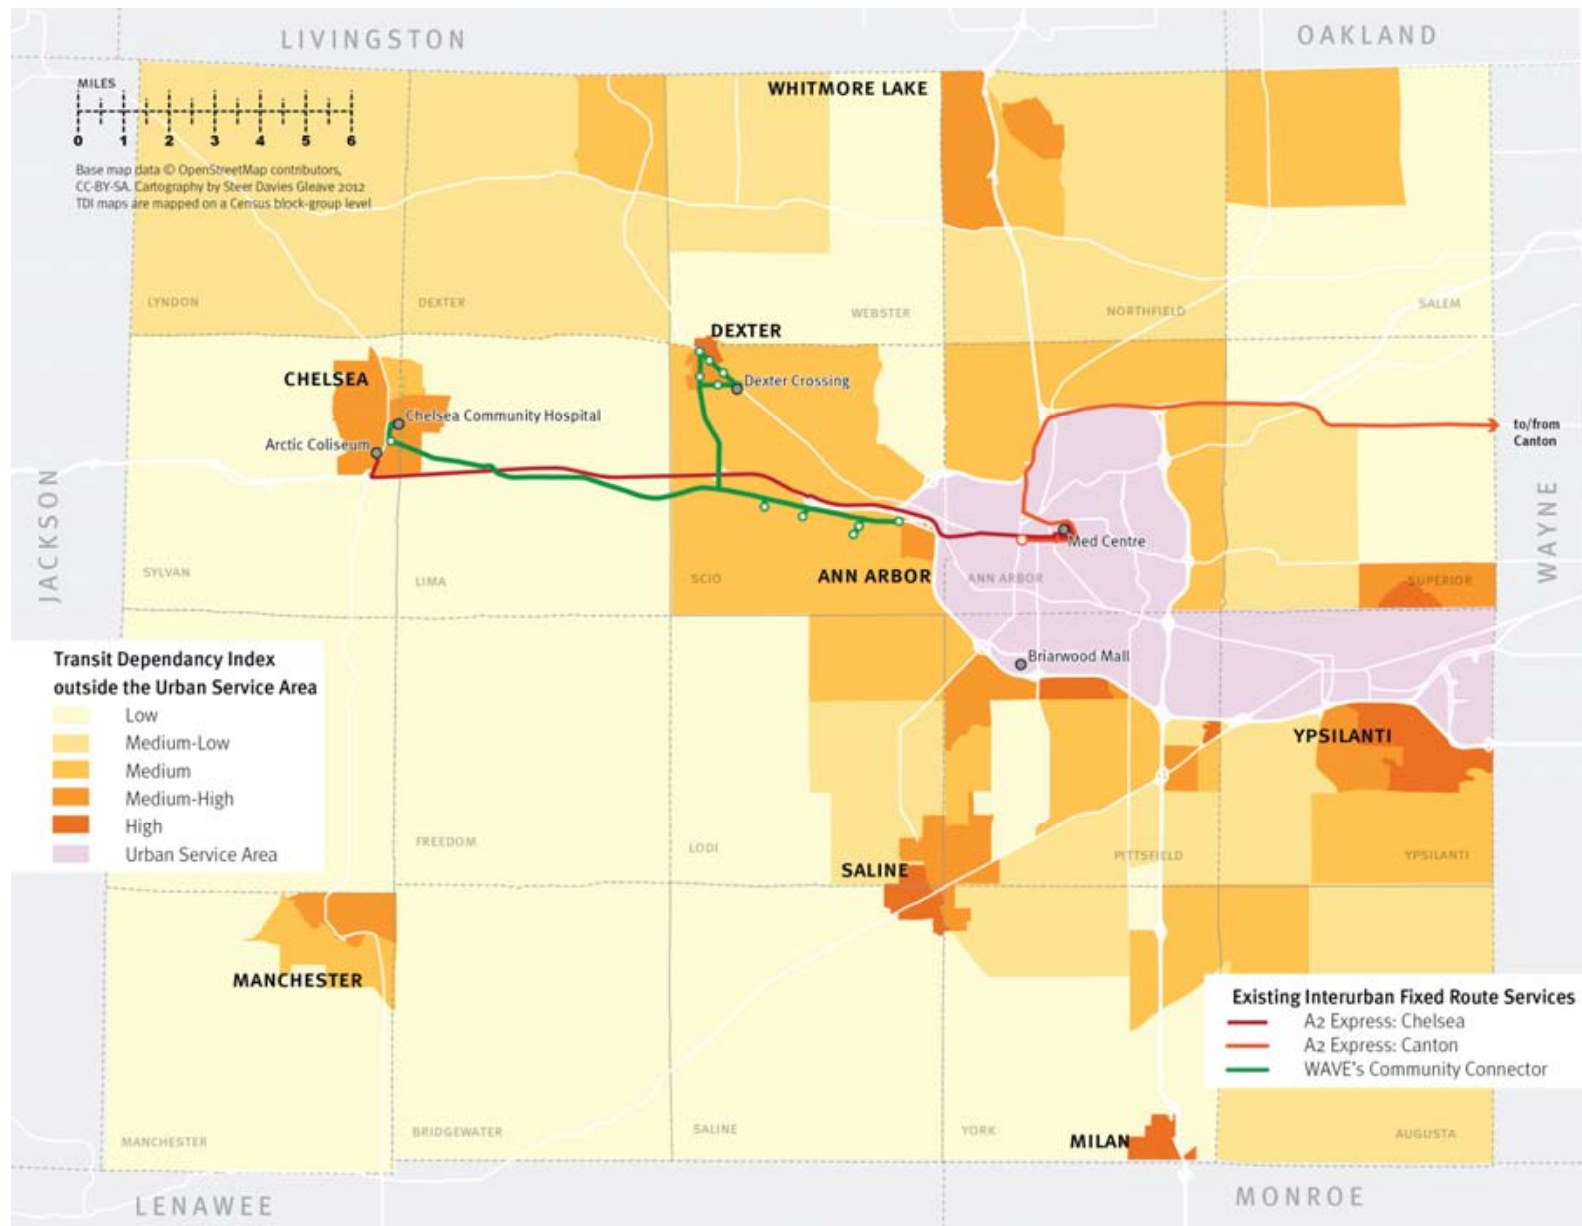 LIVINGSTON
OAKLAND
MILES
0 1 2 3 4 5 6
WHITMORE LAKE
Base map data © OpenStreetMap contributors,
CC-BY-SA. Cartography by Steer Davies Gleave 2012
TDI maps are mapped on a Census block-group level
LYNDON
DEXTER
WEBSTER
NORTHFIELD
SALEM
DEXTER
CHELSEA
Dexter Crossing
Chelsea Community Hospital
Arctic Coliseum
to/from
Canton
JACKSON
WAYNE
Med Centre
SYLVAN
LIMA
SCIO
ANN ARBOR
ANN ARBOR
SUPERIOR
Briarwood Mall
Transit Dependancy Index
outside the Urban Service Area
Low
Medium-Low
Medium
Medium-High
High
Urban Service Area
YPSILANTI
FREEDOM
LODI
PITTSFIELD
YPSILANTI
SALINE
MANCHESTER
Existing Interurban Fixed Route Services
A2 Express: Chelsea
A2 Express: Canton
WAVE's Community Connector
MANCHESTER
BRIDGEWATER
SALINE
YORK
MILAN
AUGUSTA
LENAWEE
MONROE